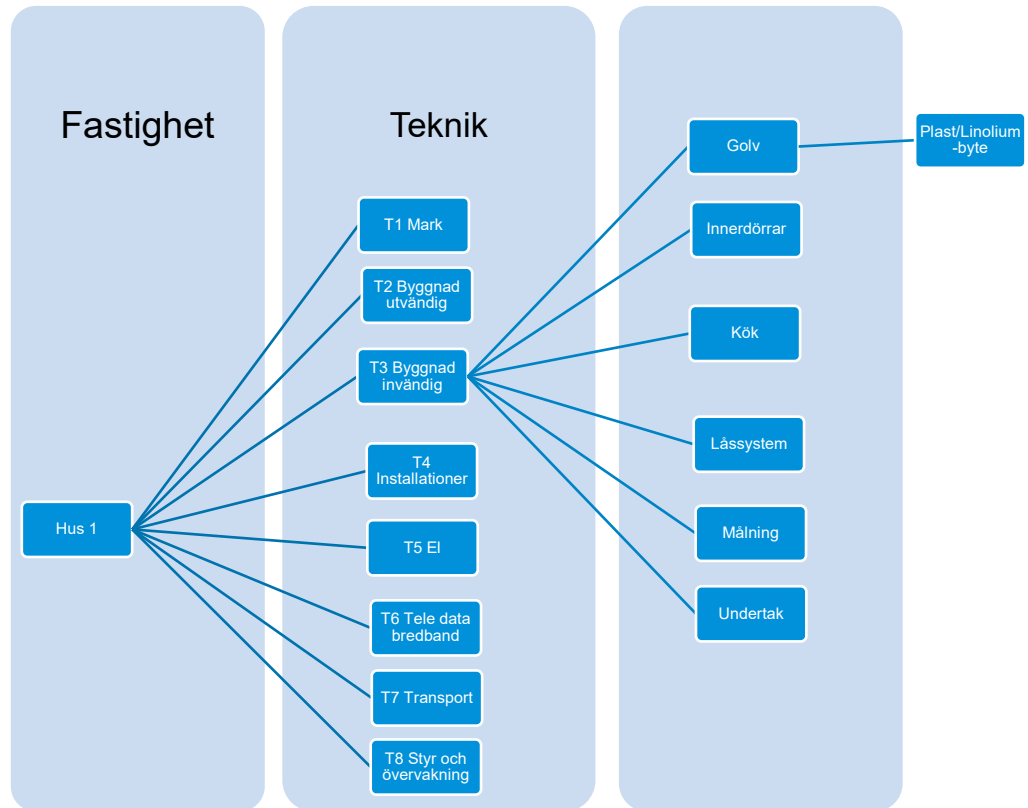 Fastighet
Teknik
Golv
Plast/Linolium
-byte
T1 Mark
Innerdörrar
T2 Byggnad
utvändig
Kök
T3 Byggnad
invändig
Låssystem
T4
Installationer
Hus 1
Målning
T5 El
Undertak
T6 Tele data
bredband
T7 Transport
T8 Styr och
övervakning